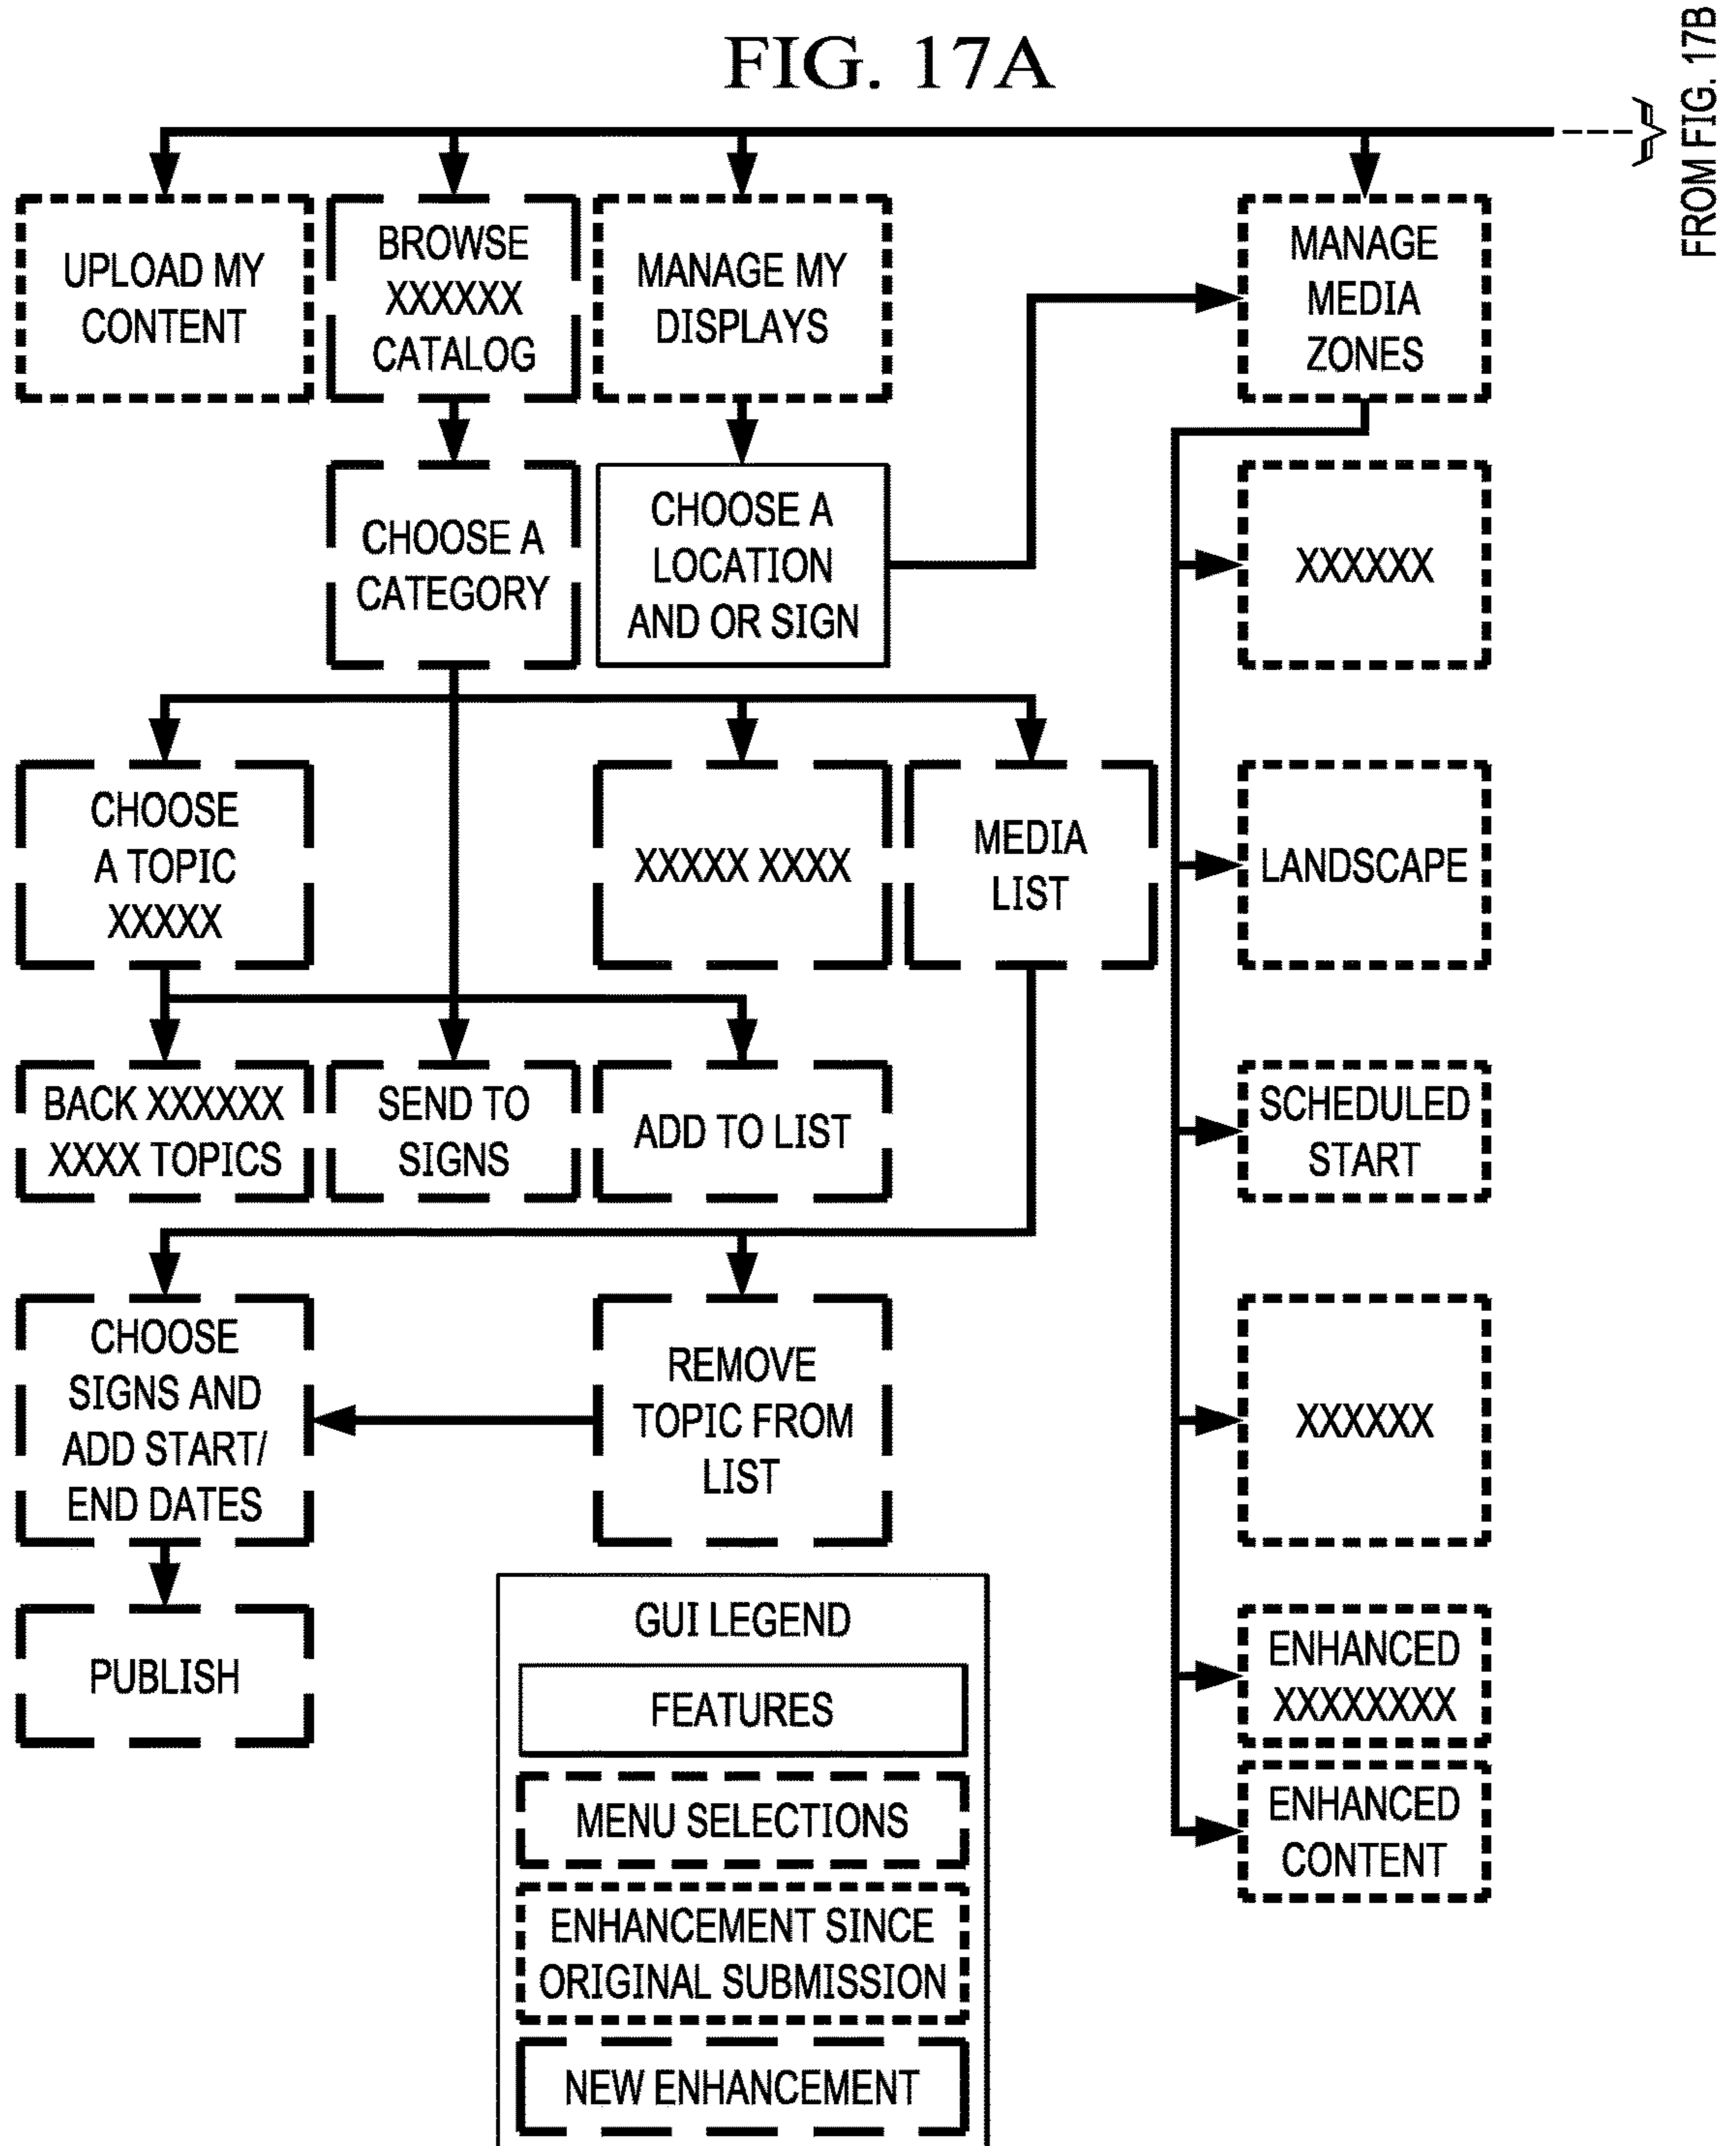 FIG. 17A
FROM FIG. 17B
UPLOAD MY
CONTENT
BROWSE
XXXXXX
CATALOG
MANAGE MY
DISPLAYS
MANAGE
MEDIA
ZONES
CHOOSE A
CATEGORY
CHOOSE A
LOCATION
AND OR SIGN
XXXXXX
CHOOSE
A TOPIC
XXXXX
XXXXX XXXX
MEDIA
LIST
LANDSCAPE
BACK XXXXXX
XXXX TOPICS
SEND TO
SIGNS
ADD TO LIST
SCHEDULED
START
CHOOSE
SIGNS AND
ADD START/
END DATES
REMOVE
TOPIC FROM
LIST
XXXXXX
PUBLISH
ENHANCED
XXXXXXXX
ENHANCED
CONTENT
GUI LEGEND
FEATURES
MENU SELECTIONS
ENHANCEMENT SINCE
ORIGINAL SUBMISSION
NEW ENHANCEMENT